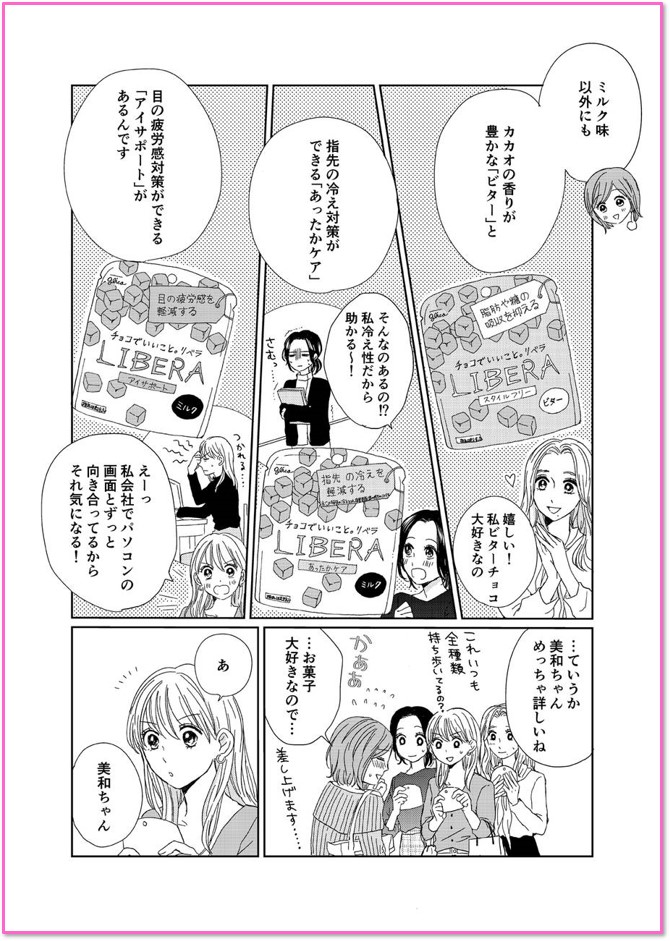 ミルク味
以外にも
カカオの香りが
豊かな「ビター」と
glico
脂肪や糖の
吸収を抑える
チョコでいいこと。リベラ
LIBERA
スタイルフリー
ビター
嬉しい!
私ビターチョコ
大好きなの
指先の冷え対策が
できる「あったかケア」
そんなのあるの!?
私冷え性だから
助かる〜!
さむっ
glico
指先の冷えを
軽減する
チョコでいいこと。リベラ
LIBERA
あったかケア
ミルク
目の疲労感対策ができる
「アイサポート」が
あるんです
glico
目の疲労感を
軽減する
チョコでいいこと。リベラ
LIBERA
アイサポート
ミルク
つかれる…
えーっ
私会社でパソコンの
画面とずっと
向き合ってるから
それ気になる!
…ていうか
美和ちゃん
めっちゃ詳しいね
これいつも
全種類
持ち歩いてるの?
かぁぁ
…お菓子
大好きなので…
差し上げます……
あ
美和ちゃん